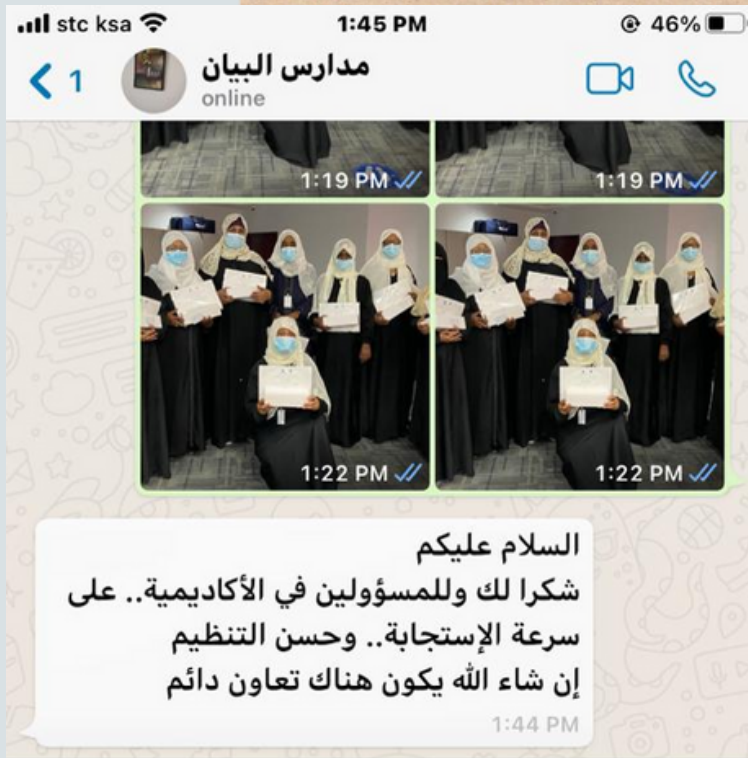 stc ksa
1:45 PM
46%
1
مدارس البيان
online
1:19 PM
1:19 PM
1:22 PM
1:22 PM
السلام عليكم
شكرا لك وللمسؤولين في الأكاديمية.. على
سرعة الإستجابة.. وحسن التنظيم
إن شاء الله يكون هناك تعاون دائم
1:44 PM